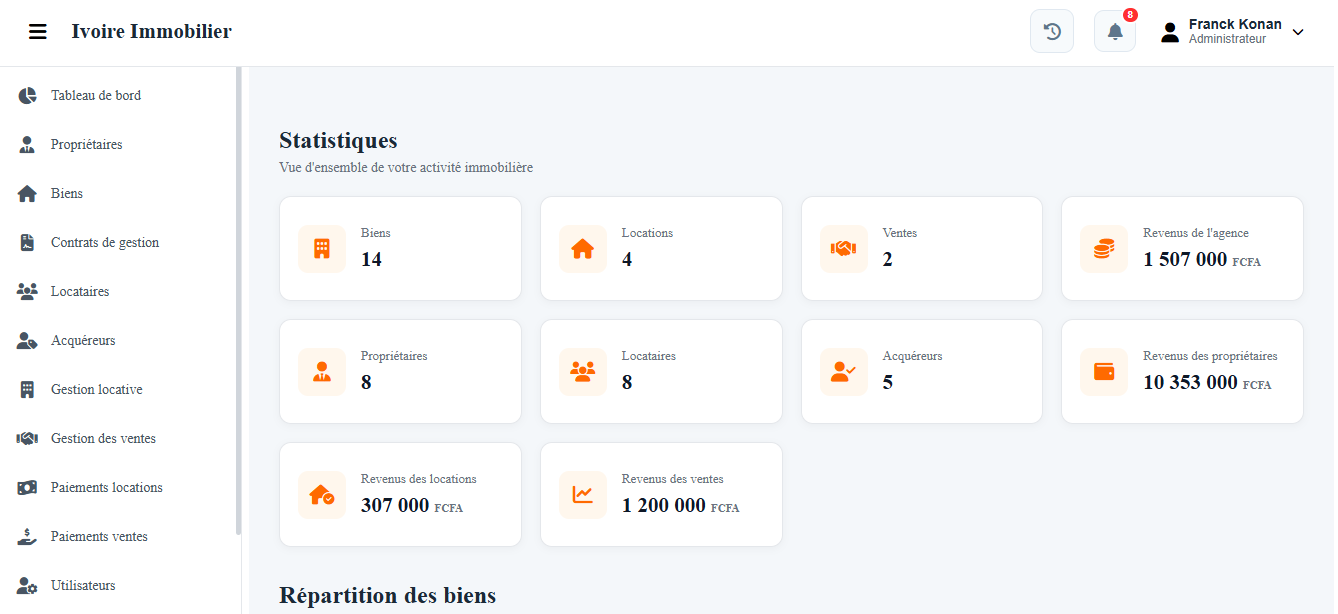 Ivoire Immobilier
8
Franck Konan
Administrateur
Tableau de bord
Propriétaires
Biens
Contrats de gestion
Locataires
Acquéreurs
Gestion locative
Gestion des ventes
Paiements locations
Paiements ventes
Utilisateurs
Statistiques
Vue d'ensemble de votre activité immobilière
Biens
14
Locations
4
Ventes
2
Revenus de l'agence
1 507 000 FCFA
Propriétaires
8
Locataires
8
Acquéreurs
5
Revenus des propriétaires
10 353 000 FCFA
Revenus des locations
307 000 FCFA
Revenus des ventes
1 200 000 FCFA
Répartition des biens